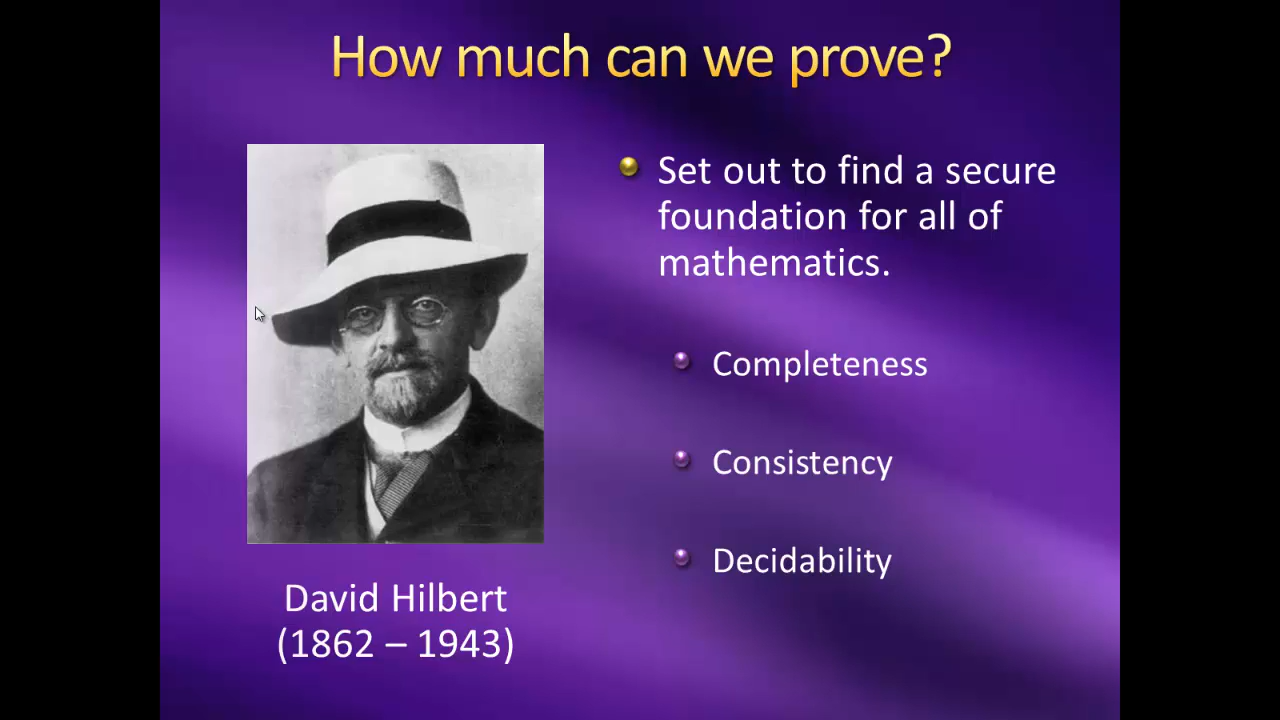 How much can we prove?
Set out to find a secure
foundation for all of
mathematics.
Completeness
Consistency
Decidability
David Hilbert
(1862 – 1943)